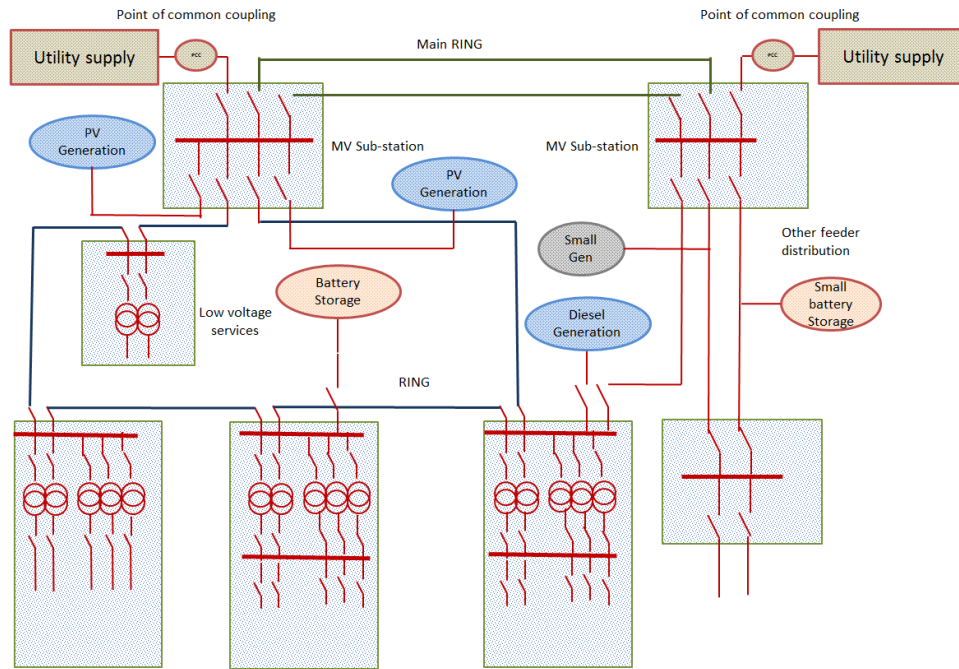 Point of common coupling
Point of common coupling
Utility supply
PCC
Main RING
PCC
Utility supply
PV
Generation
MV Sub-station
MV Sub-station
PV
Generation
Small
Gen
Other feeder
distribution
Battery
Storage
Small
battery
Storage
Low voltage
services
Diesel
Generation
RING